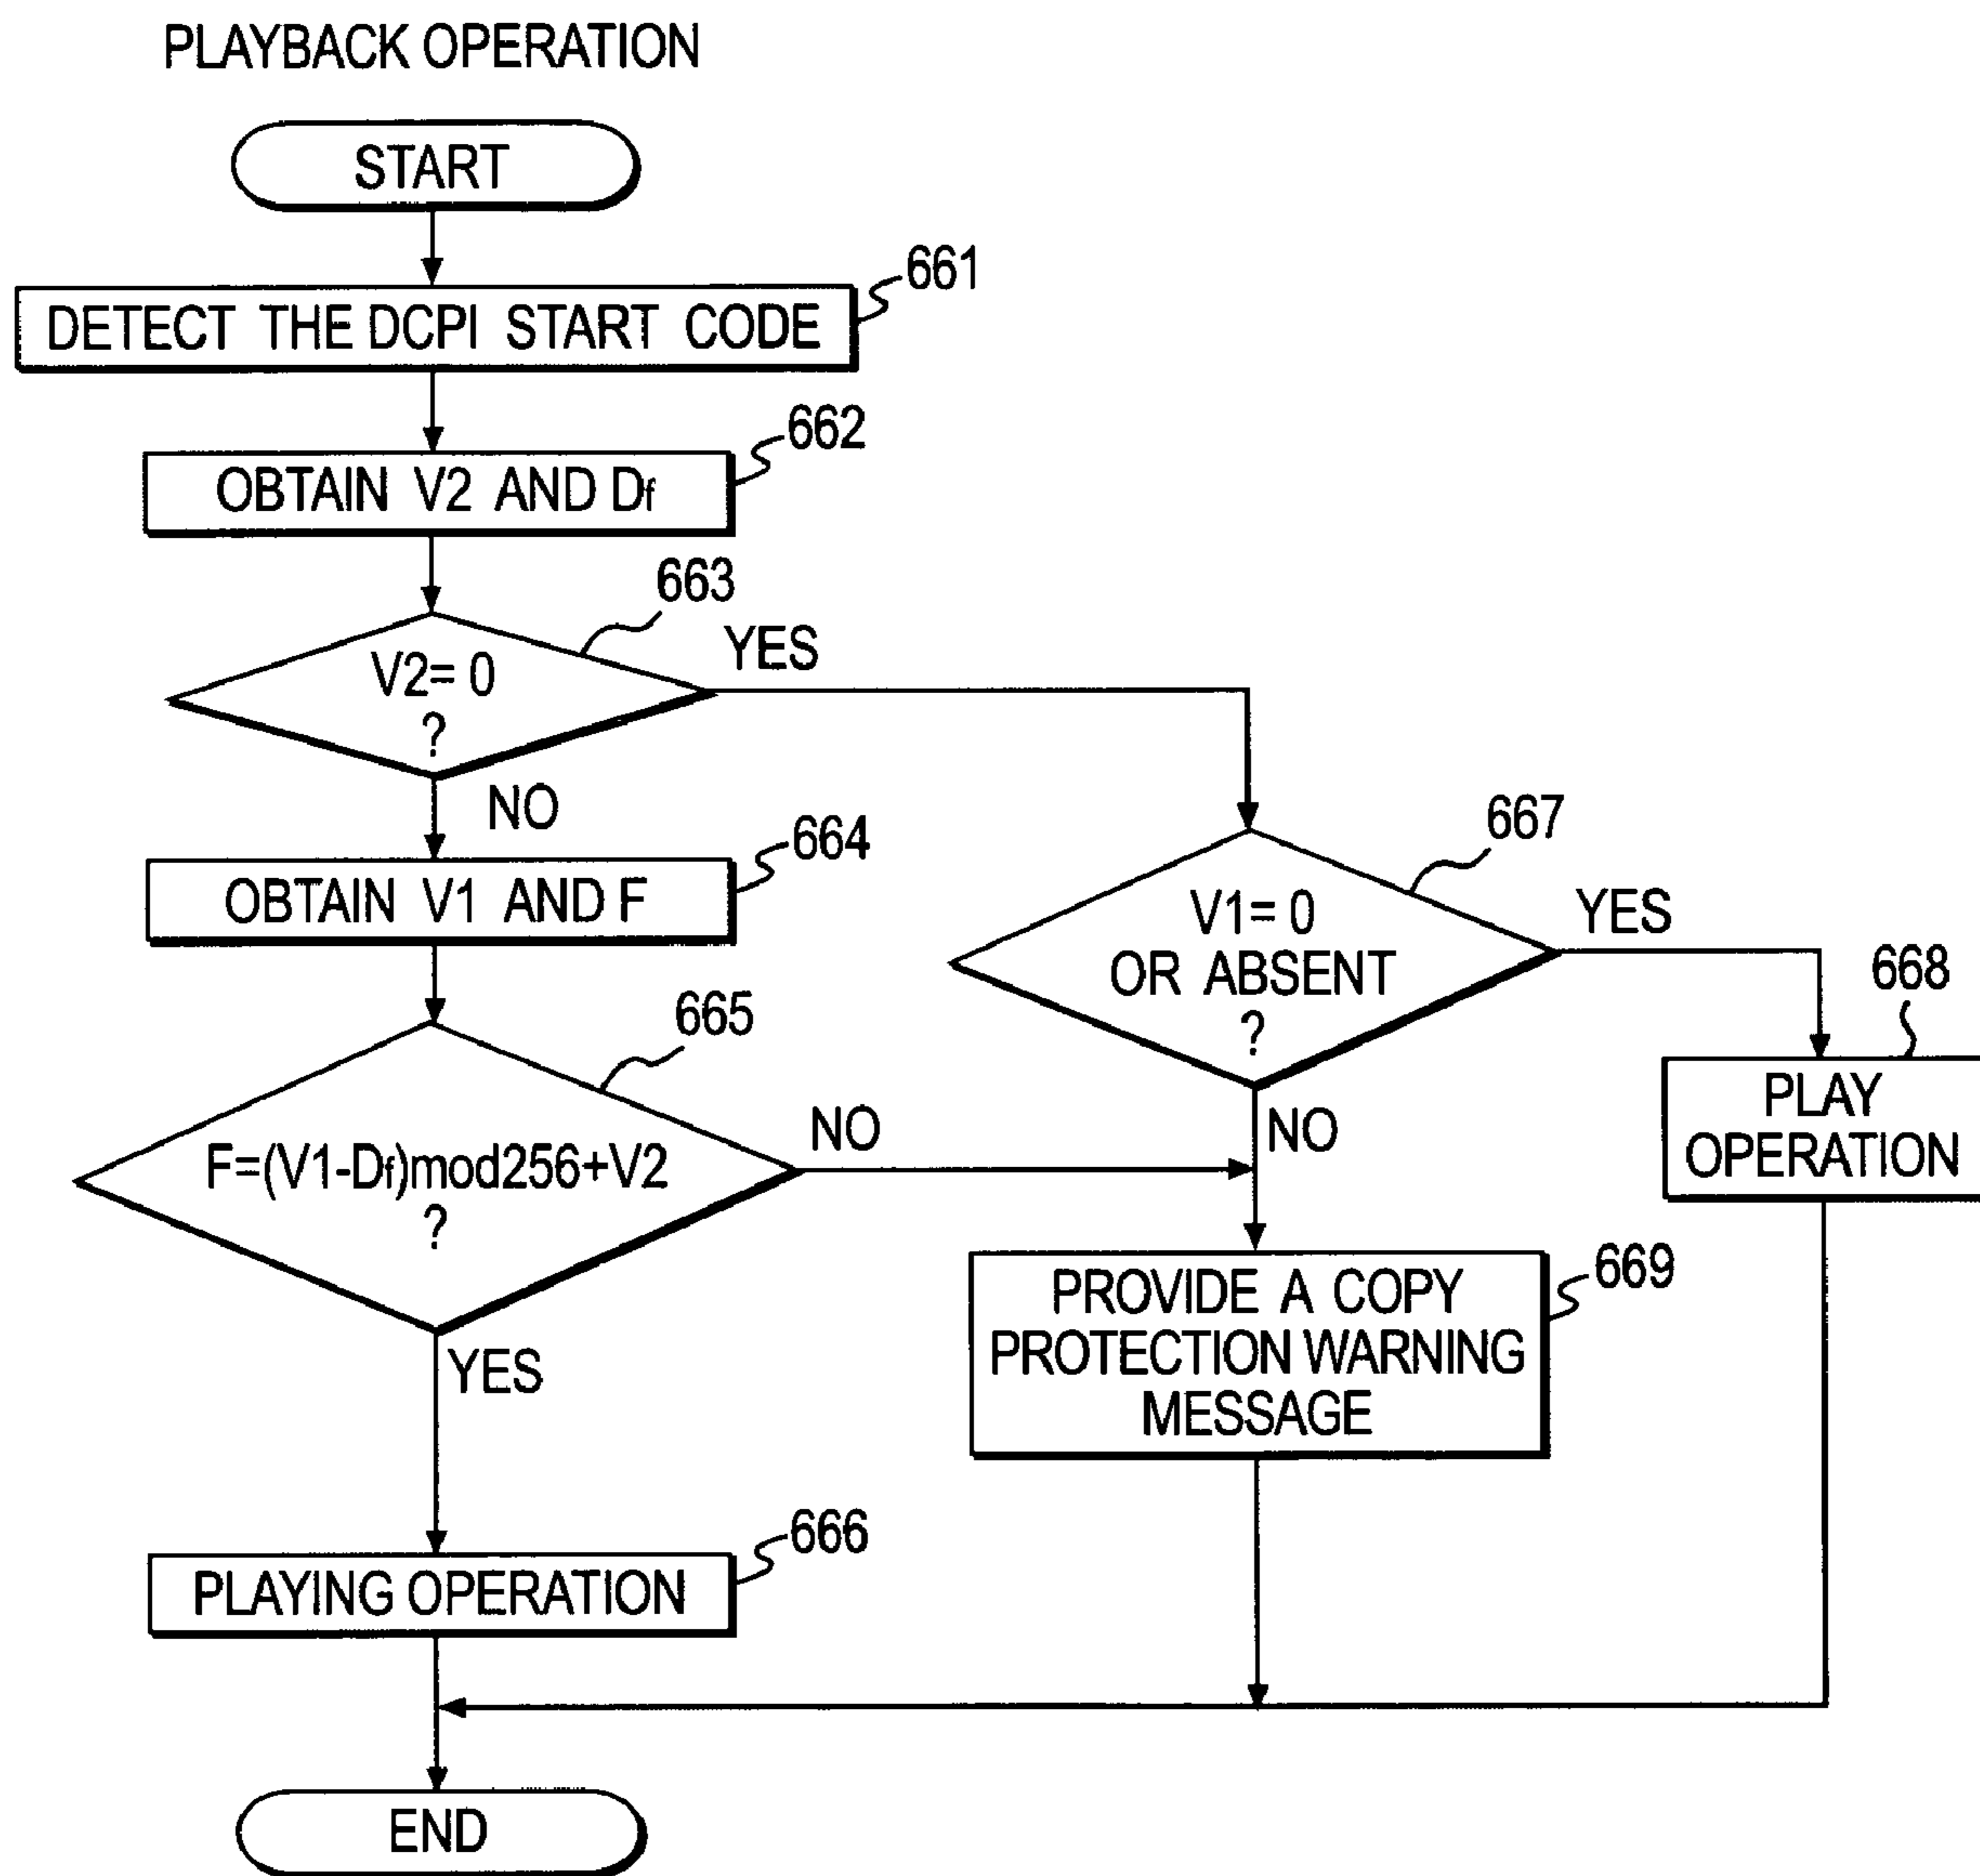 PLAYBACK OPERATION
START
661
DETECT THE DCPI START CODE
662
OBTAIN V2 AND Df
663
V2= 0
?
YES
NO
664
OBTAIN V1 AND F
667
V1= 0
OR ABSENT
?
YES
NO
668
PLAY
OPERATION
665
F=(V1-Df)mod256+V2
?
NO
YES
669
PROVIDE A COPY
PROTECTION WARNING
MESSAGE
666
PLAYING OPERATION
END